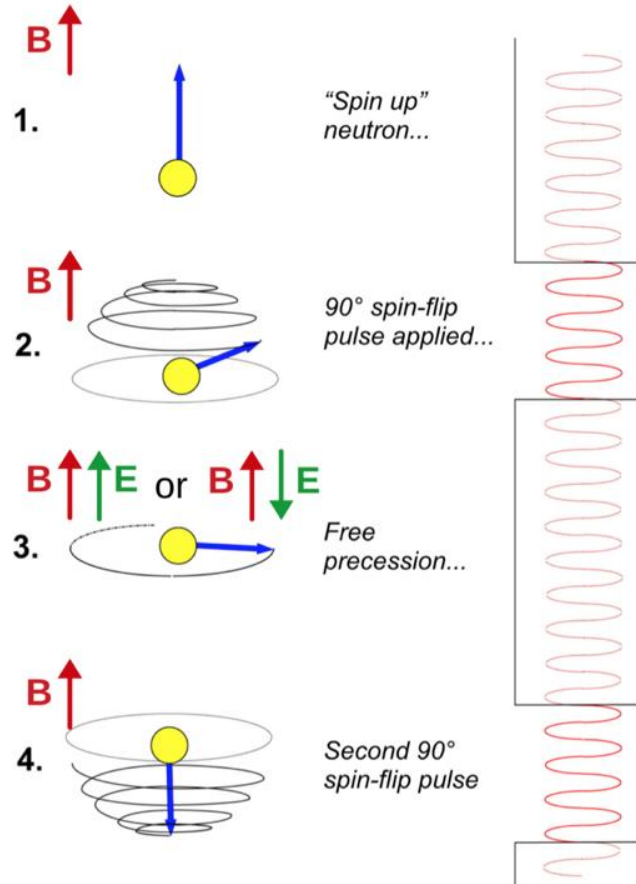 B
1.
“Spin up”
neutron...
B
2.
90° spin-flip
pulse applied...
B E or B E
3.
Free
precession...
B
4.
Second 90°
spin-flip pulse